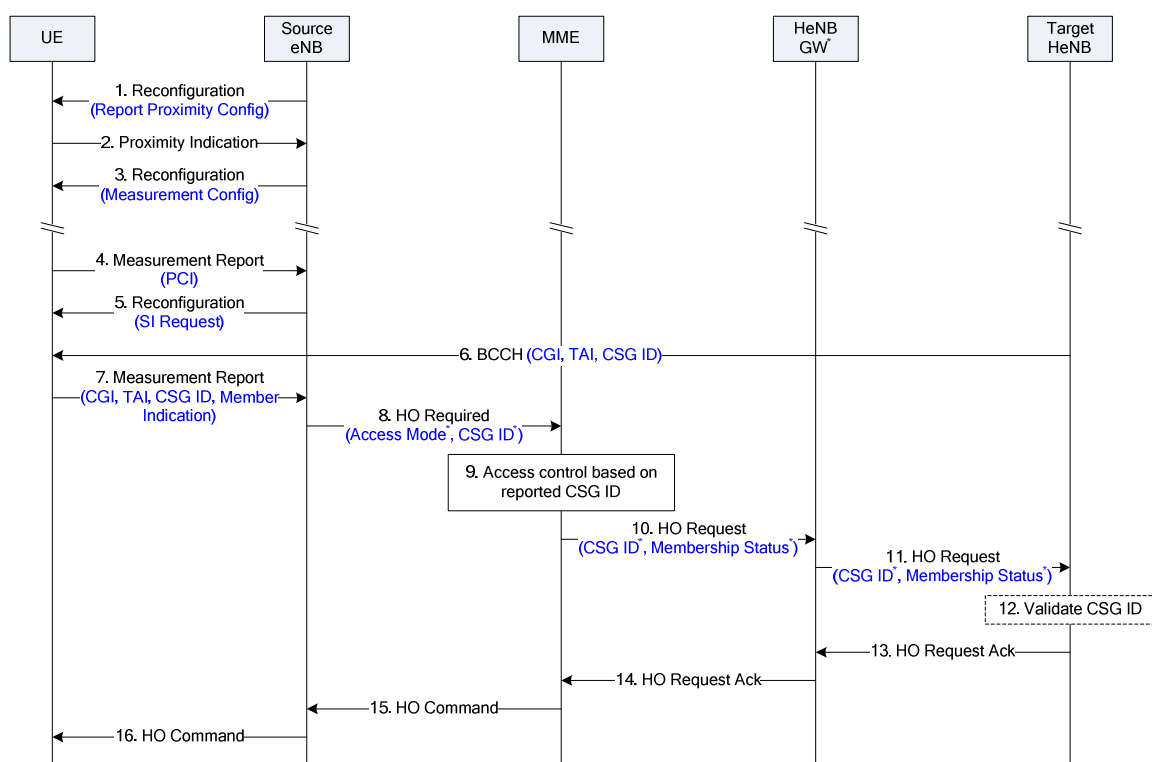 UE
Source
eNB
MME
HeNB
GW*
Target
HeNB
1. Reconfiguration
(Report Proximity Config)
2. Proximity Indication
3. Reconfiguration
(Measurement Config)
4. Measurement Report
(PCI)
5. Reconfiguration
(SI Request)
6. BCCH (CGI, TAI, CSG ID)
7. Measurement Report
(CGI, TAI, CSG ID, Member
Indication)
8. HO Required
(Access Mode*, CSG ID*)
9. Access control based on
reported CSG ID
10. HO Request
(CSG ID*, Membership Status*)
11. HO Request
(CSG ID*, Membership Status*)
12. Validate CSG ID
13. HO Request Ack
14. HO Request Ack
15. HO Command
16. HO Command